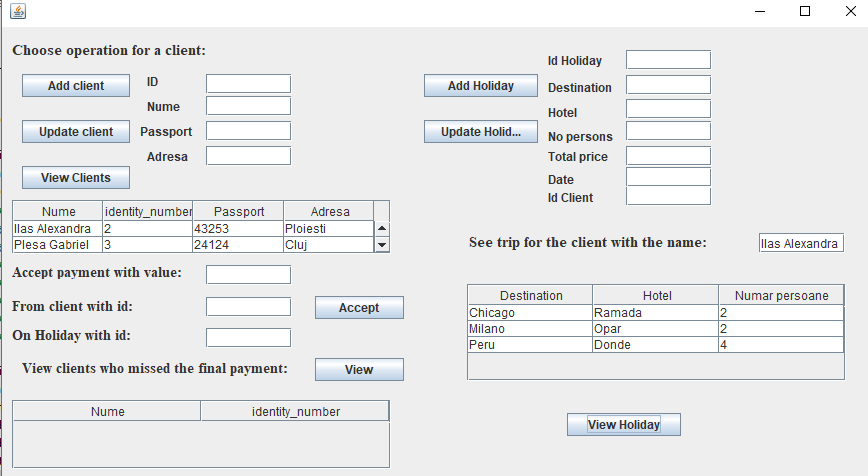 Choose operation for a client:
Add client
ID
Nume
Update client
Passport
Adresa
View Clients
Nume identity_number Passport Adresa
Ilas Alexandra 2 43253 Ploiesti
Plesa Gabriel 3 24124 Cluj
Accept payment with value:
From client with id:
Accept
On Holiday with id:
View clients who missed the final payment:
View
Nume identity_number
Add Holiday
Update Holid...
Id Holiday
Destination
Hotel
No persons
Total price
Date
Id Client
See trip for the client with the name:
Ilas Alexandra
Destination Hotel Numar persoane
Chicago Ramada 2
Milano Opar 2
Peru Donde 4
View Holiday